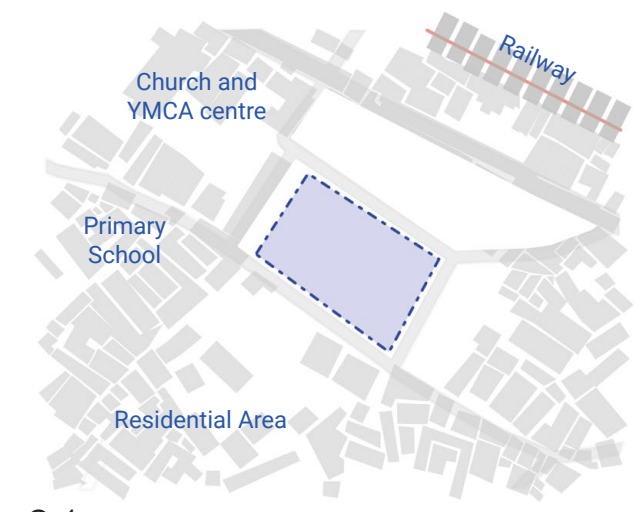 Railway
Church and
YMCA centre
Primary
School
Residential Area